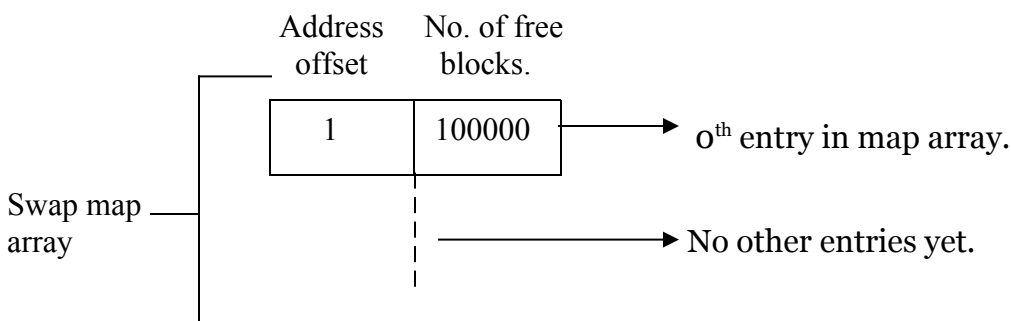 Address No. of free
offset blocks.
1 100000
0th entry in map array.
Swap map
array
No other entries yet.